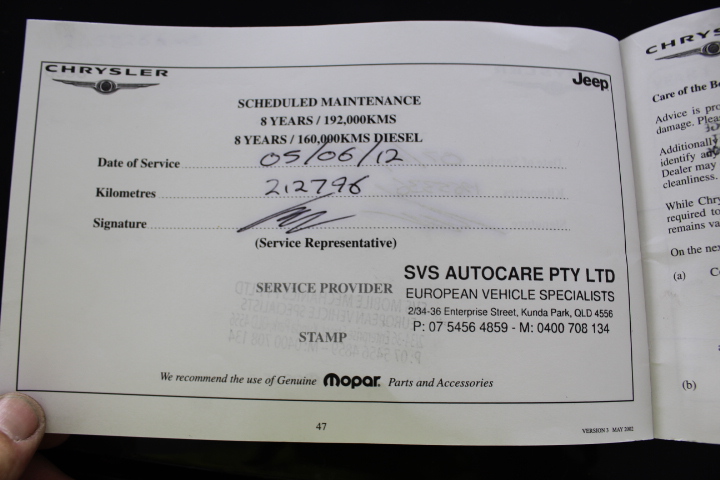 CHRYSLER
Jeep
SCHEDULED MAINTENANCE
8 YEARS / 192,000KMS
8 YEARS / 160,000KMS DIESEL
Date of Service 05/06/12
Kilometres 212796
Signature
(Service Representative)
SERVICE PROVIDER
STAMP
SVS AUTOCARE PTY LTD
EUROPEAN VEHICLE SPECIALISTS
2/34-36 Enterprise Street, Kunda Park, QLD 4556
P: 07 5456 4859 - M: 0400 708 134
We recommend the use of Genuine Mopar. Parts and Accessories
47
VERSION 3 MAY 2002
CHRYS
Care of the B
Advice is pro
damage. Plea
Additionally
identify any
Dealer may
cleanliness.
While Chry
required to
remains va
On the nex
(a) C
(b)